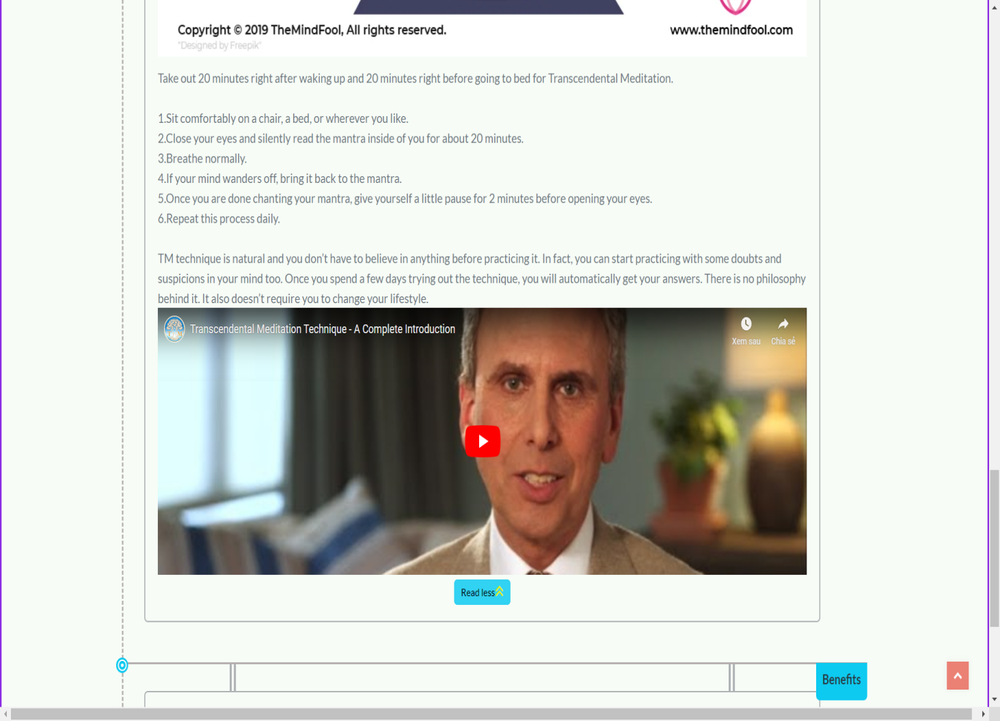 Copyright © 2019 TheMindFool, All rights reserved.
www.themindfool.com
"Designed by Freepik"
Take out 20 minutes right after waking up and 20 minutes right before going to bed for Transcendental Meditation.
1.Sit comfortably on a chair, a bed, or wherever you like.
2.Close your eyes and silently read the mantra inside of you for about 20 minutes.
3.Breathe normally.
4.If your mind wanders off, bring it back to the mantra.
5.Once you are done chanting your mantra, give yourself a little pause for 2 minutes before opening your eyes.
6.Repeat this process daily.
TM technique is natural and you don't have to believe in anything before practicing it. In fact, you can start practicing with some doubts and
suspicions in your mind too. Once you spend a few days trying out the technique, you will automatically get your answers. There is no philosophy
behind it. It also doesn't require you to change your lifestyle.
Transcendental Meditation Technique - A Complete Introduction
Xem sau
Chia sẻ
Read less
Benefits